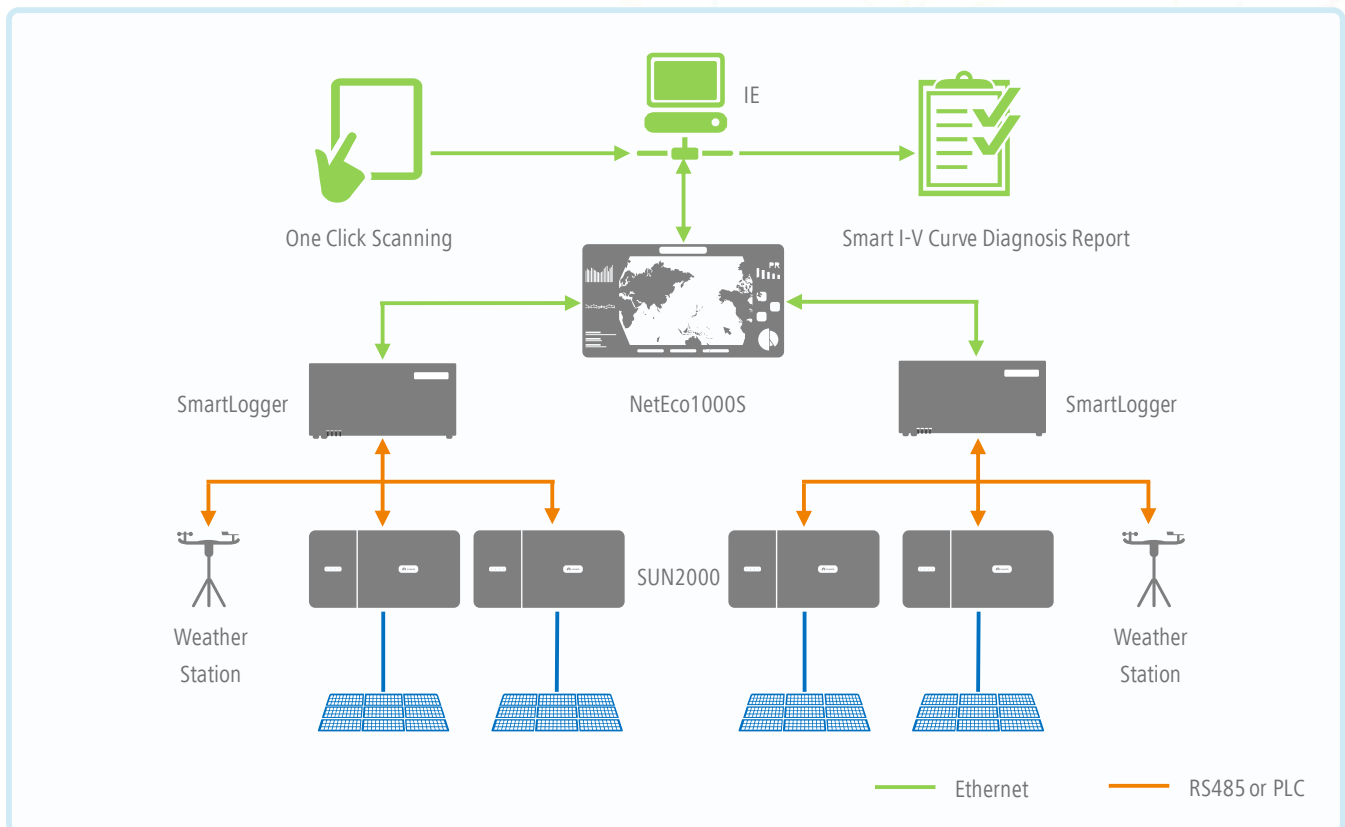 IE
One Click Scanning
Smart I-V Curve Diagnosis Report
PR
SmartLogger
NetEco1000S
SmartLogger
SUN2000
Weather
Station
Weather
Station
Ethernet
RS485 or PLC